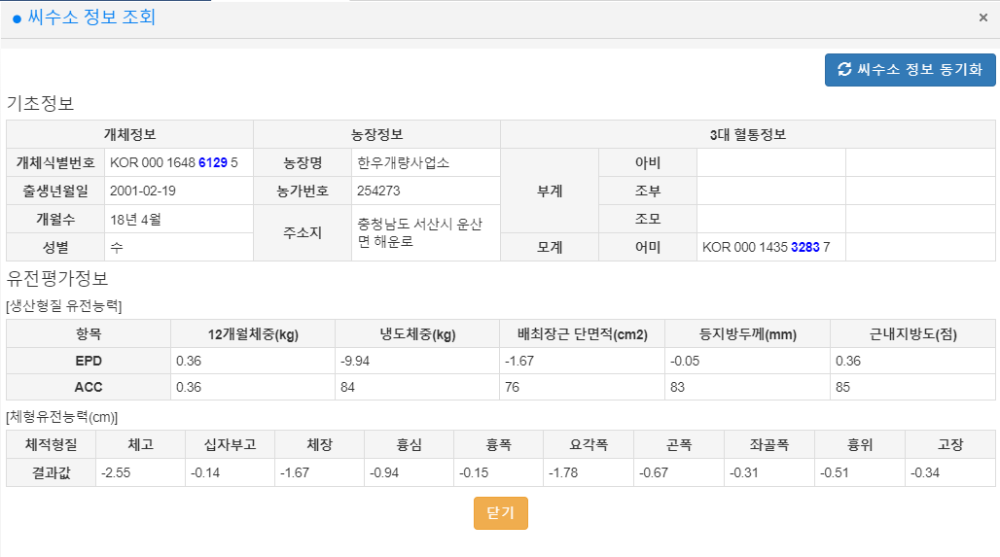 씨수소 정보 조회 ×
씨수소 정보 동기화
기초정보
개체정보 농장정보 3대 혈통정보
개체식별번호 KOR 000 1648 6129 5 농장명 한우개량사업소 부계 아비
출생년월일 2001-02-19 농가번호 254273 조부
개월수 18년 4월 주소지 충청남도 서산시 운산
면 해운로 조모
성별 수 모계 어미 KOR 000 1435 3283 7
유전평가정보
[생산형질 유전능력]
항목 12개월체중(kg) 냉도체중(kg) 배최장근 단면적(cm2) 등지방두께(mm) 근내지방도(점)
EPD 0.36 -9.94 -1.67 -0.05 0.36
ACC 0.36 84 76 83 85
[체형유전능력(cm)]
체적형질 체고 십자부고 체장 흉심 흉폭 요각폭 곤폭 좌골폭 흉위 고장
결과값 -2.55 -0.14 -1.67 -0.94 -0.15 -1.78 -0.67 -0.31 -0.51 -0.34
닫기